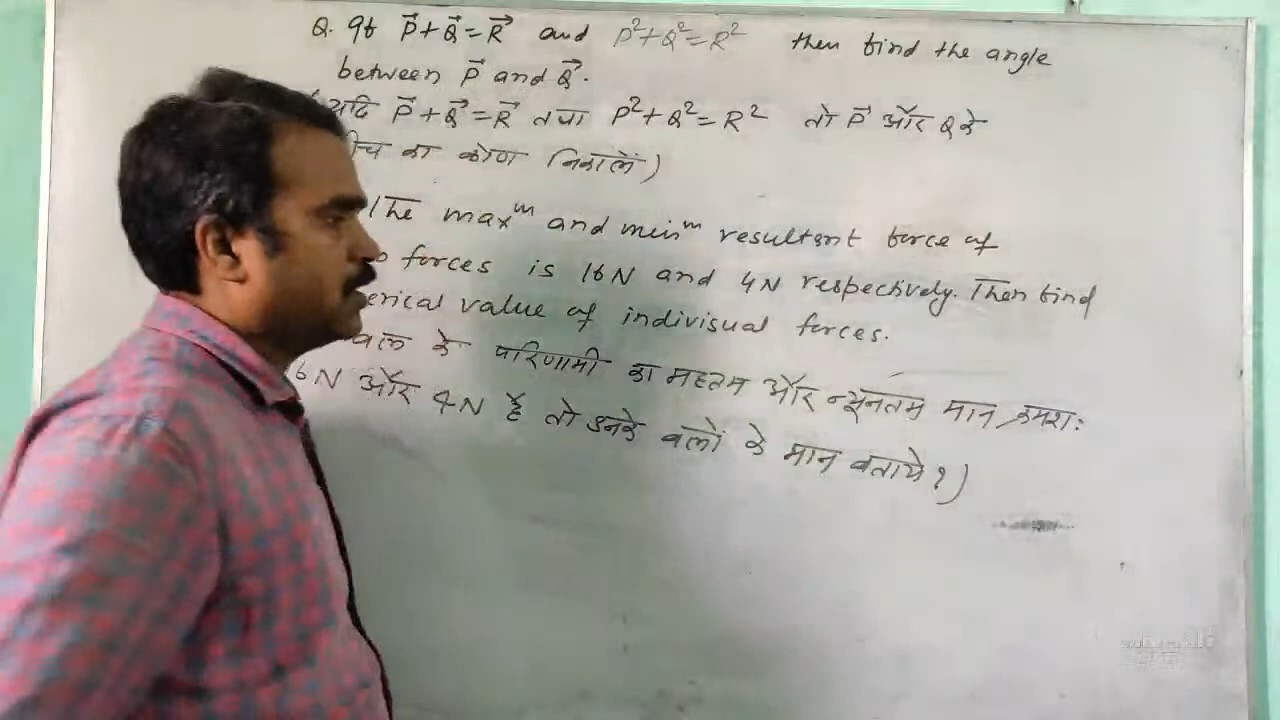 Q. If P⃗ + Q⃗ = R⃗ and P² + Q² = R² then find the angle
between P⃗ and Q⃗.
यदि P⃗ + Q⃗ = R⃗ तथा P² + Q² = R² तो P⃗ और Q के
का कोण निकालें)
The maxᵐ and minᵐ resultant force of
forces is 16N and 4N respectively. Then find
value of indivisual forces.
बल के परिणामी का महत्तम और न्यूनतम मान क्रमशः
6N और 4N है तो उनके बलों के मान बताये?)